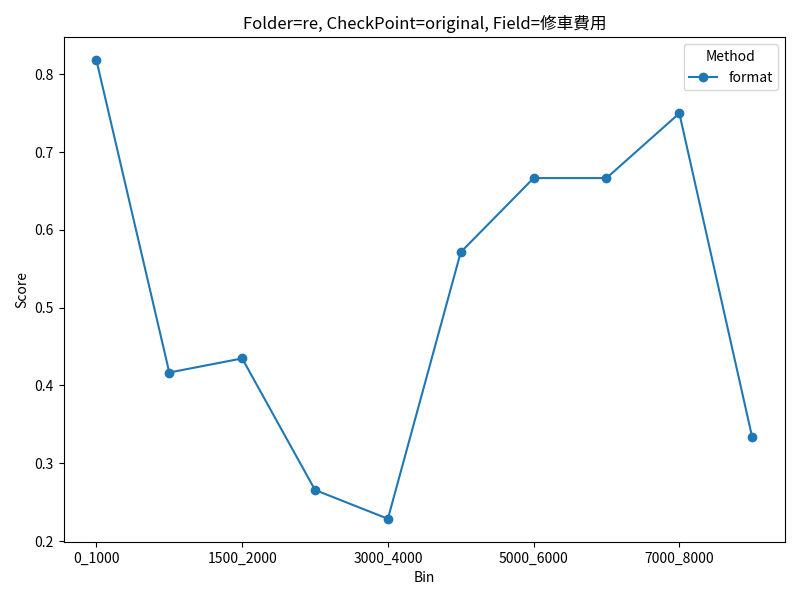 Folder=re, CheckPoint=original, Field=修車費用
Method
format
0.8
0.7
0.6
0.5
0.4
0.3
0.2
Score
0_1000
1500_2000
3000_4000
5000_6000
7000_8000
Bin